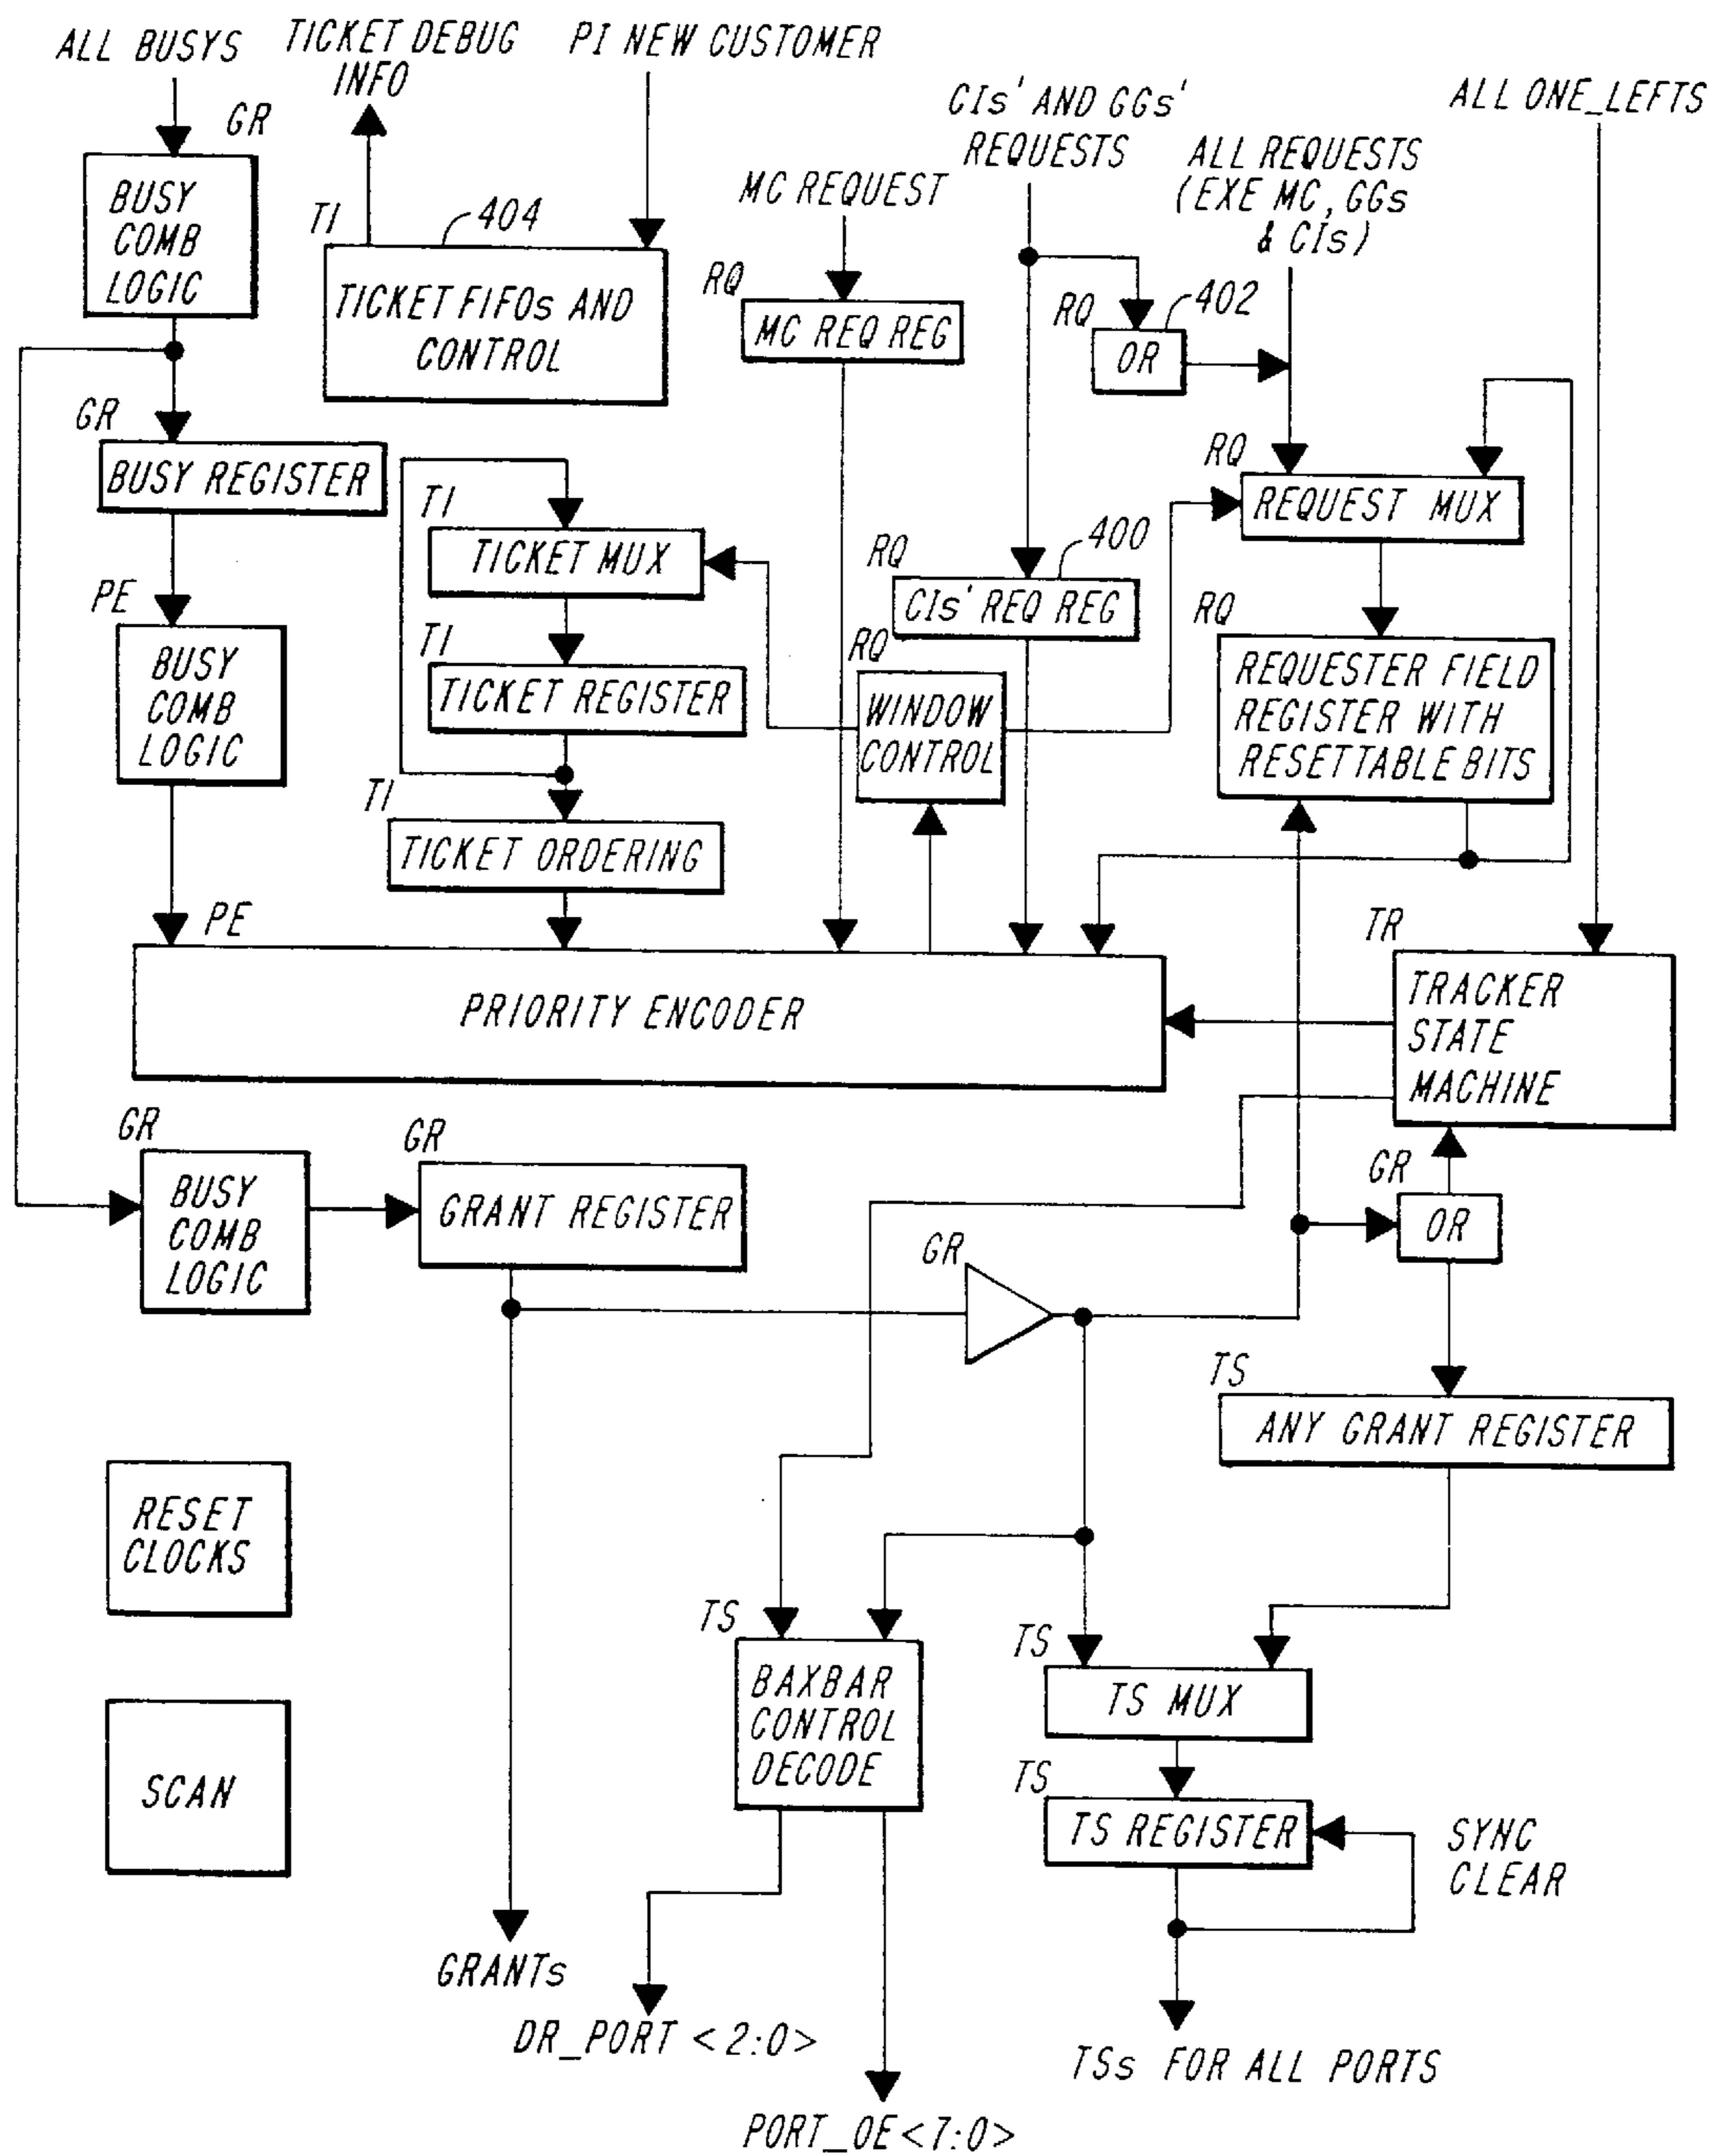 ALL BUSYS
TICKET DEBUG
INFO
PI NEW CUSTOMER
CIs' AND GGs'
REQUESTS
ALL ONE_LEFTS
MC REQUEST
ALL REQUESTS
(EXE MC, GGs
& CIs)
GR
BUSY
COMB
LOGIC
TI
404
TICKET FIFOs AND
CONTROL
RQ
MC REQ REG
RQ
402
OR
GR
BUSY REGISTER
TI
TICKET MUX
RQ
REQUEST MUX
RQ
400
CIs' REQ REG
PE
BUSY
COMB
LOGIC
TI
TICKET REGISTER
RQ
WINDOW
CONTROL
RQ
REQUESTER FIELD
REGISTER WITH
RESETTABLE BITS
TI
TICKET ORDERING
PE
PRIORITY ENCODER
TR
TRACKER
STATE
MACHINE
GR
BUSY
COMB
LOGIC
GR
GRANT REGISTER
GR
GR
OR
TS
ANY GRANT REGISTER
RESET
CLOCKS
TS
BAXBAR
CONTROL
DECODE
TS
TS MUX
SCAN
TS
TS REGISTER
SYNC
CLEAR
GRANTs
DR_PORT <2:0>
TSs FOR ALL PORTS
PORT_OE<7:0>